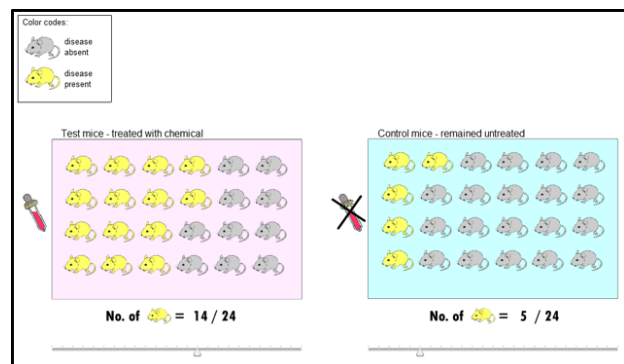 Color codes:
disease
absent
disease
present
Test mice - treated with chemical
Control mice - remained untreated
No. of = 14 / 24
No. of = 5 / 24